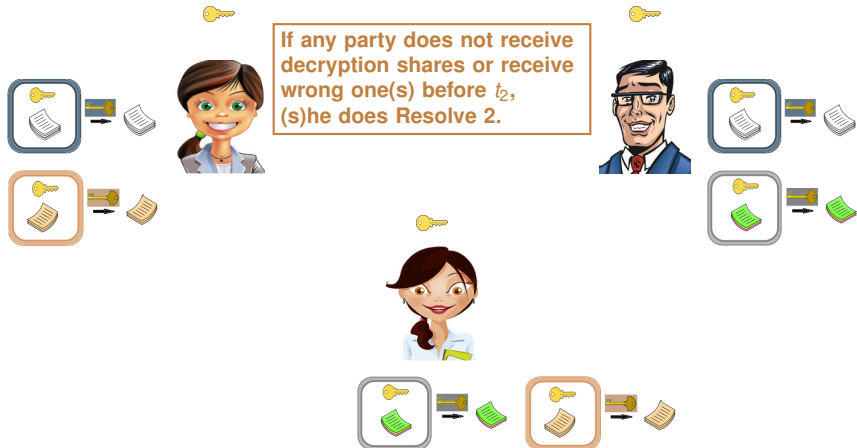 If any party does not receive
decryption shares or receive
wrong one(s) before t₂,
(s)he does Resolve 2.